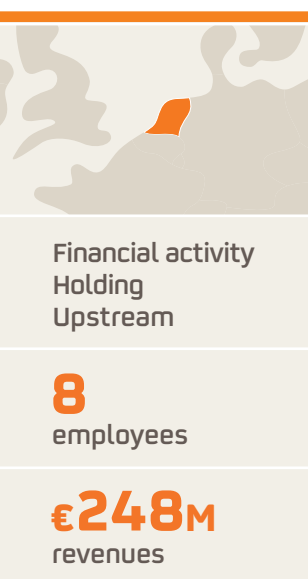 Financial activity
Holding
Upstream
8
employees
€248M
revenues